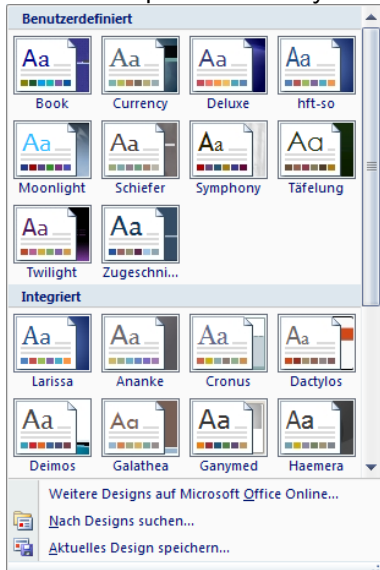 Benutzerdefiniert
Aa Aa Aa Aa
Book Currency Deluxe hft-so
Aa Aa Aa Aa
Moonlight Schiefer Symphony Täfelung
Aa Aa
Twilight Zugeschni...
Integriert
Aa Aa Aa Aa
Larissa Ananke Cronus Dactylos
Aa Aa Aa Aa
Deimos Galathea Ganymed Haemera
Weitere Designs auf Microsoft Office Online...
Nach Designs suchen...
Aktuelles Design speichern...